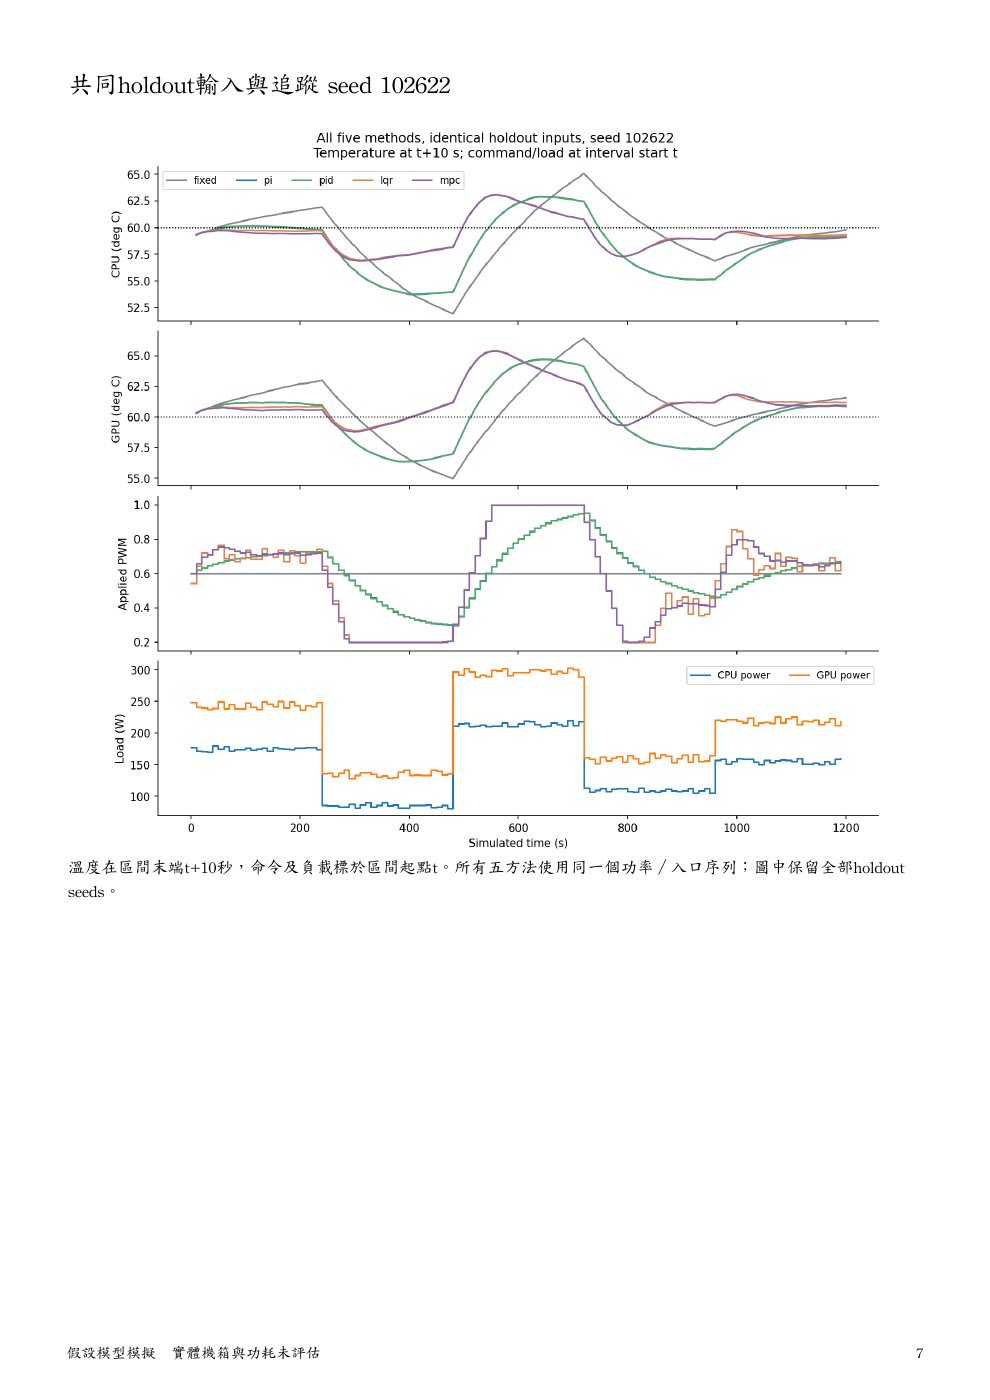 共同holdout輸入與追蹤 seed 102622
All five methods, identical holdout inputs, seed 102622
Temperature at t+10 s; command/load at interval start t
fixed pi pid lqr mpc
CPU (deg C)
65.0
62.5
60.0
57.5
55.0
52.5
GPU (deg C)
65.0
62.5
60.0
57.5
55.0
Applied PWM
1.0
0.8
0.6
0.4
0.2
CPU power GPU power
Load (W)
300
250
200
150
100
0 200 400 600 800 1000 1200
Simulated time (s)
溫度在區間末端t+10秒，命令及負載標於區間起點t。所有五方法使用同一個功率／入口序列；圖中保留全部holdout
seeds。
假設模型模擬 實體機箱與功耗未評估
7